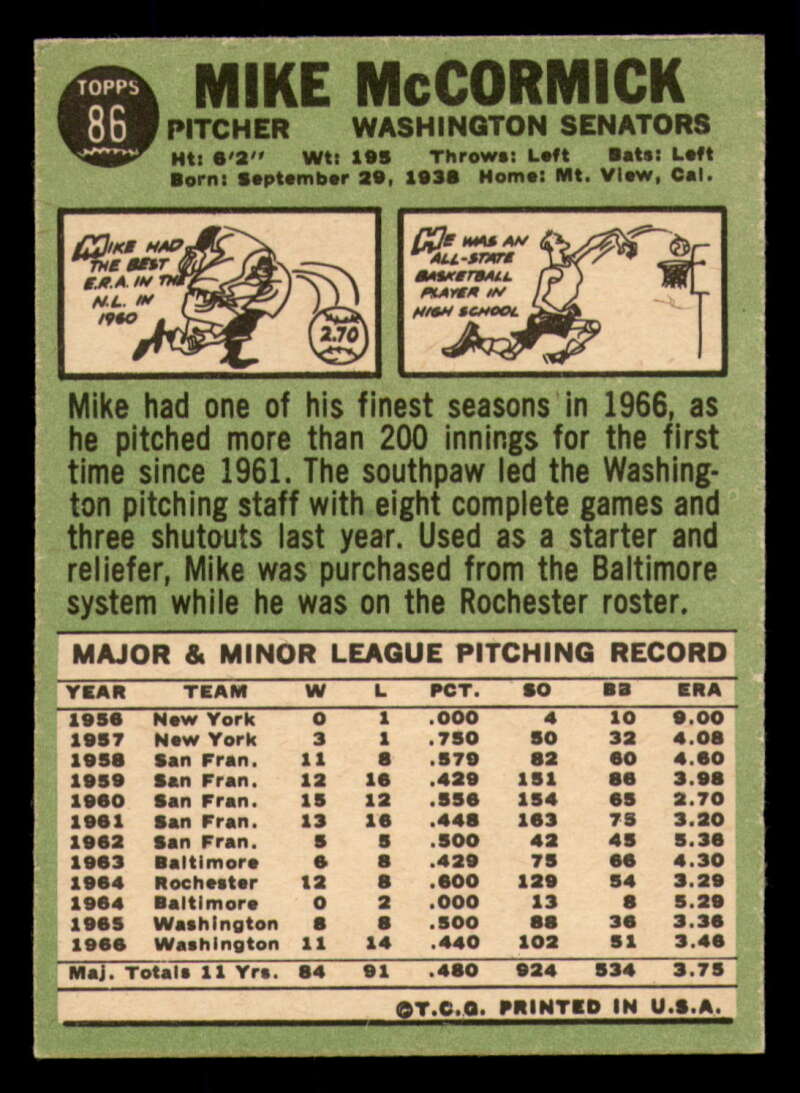 TOPPS
86
MIKE McCORMICK
PITCHER WASHINGTON SENATORS
Ht: 6'2" Wt: 195 Throws: Left Bats: Left
Born: September 29, 1938 Home: Mt. View, Cal.
MIKE HAD
THE BEST
E.R.A. IN THE
N.L. IN
1960
2.70
HE WAS AN
ALL-STATE
BASKETBALL
PLAYER IN
HIGH SCHOOL
Mike had one of his finest seasons in 1966, as
he pitched more than 200 innings for the first
time since 1961. The southpaw led the Washing-
ton pitching staff with eight complete games and
three shutouts last year. Used as a starter and
reliefer, Mike was purchased from the Baltimore
system while he was on the Rochester roster.
MAJOR & MINOR LEAGUE PITCHING RECORD
YEAR TEAM W L PCT. SO BB ERA
1956 New York 0 1 .000 4 10 9.00
1957 New York 3 1 .750 50 32 4.08
1958 San Fran. 11 8 .579 82 60 4.60
1959 San Fran. 12 16 .429 151 86 3.98
1960 San Fran. 15 12 .556 154 65 2.70
1961 San Fran. 13 16 .448 163 75 3.20
1962 San Fran. 5 5 .500 42 45 5.36
1963 Baltimore 6 8 .429 75 66 4.30
1964 Rochester 12 8 .600 129 54 3.29
1964 Baltimore 0 2 .000 13 8 5.29
1965 Washington 8 8 .500 88 36 3.36
1966 Washington 11 14 .440 102 51 3.46
Maj. Totals 11 Yrs. 84 91 .480 924 534 3.75
©T.C.G. PRINTED IN U.S.A.